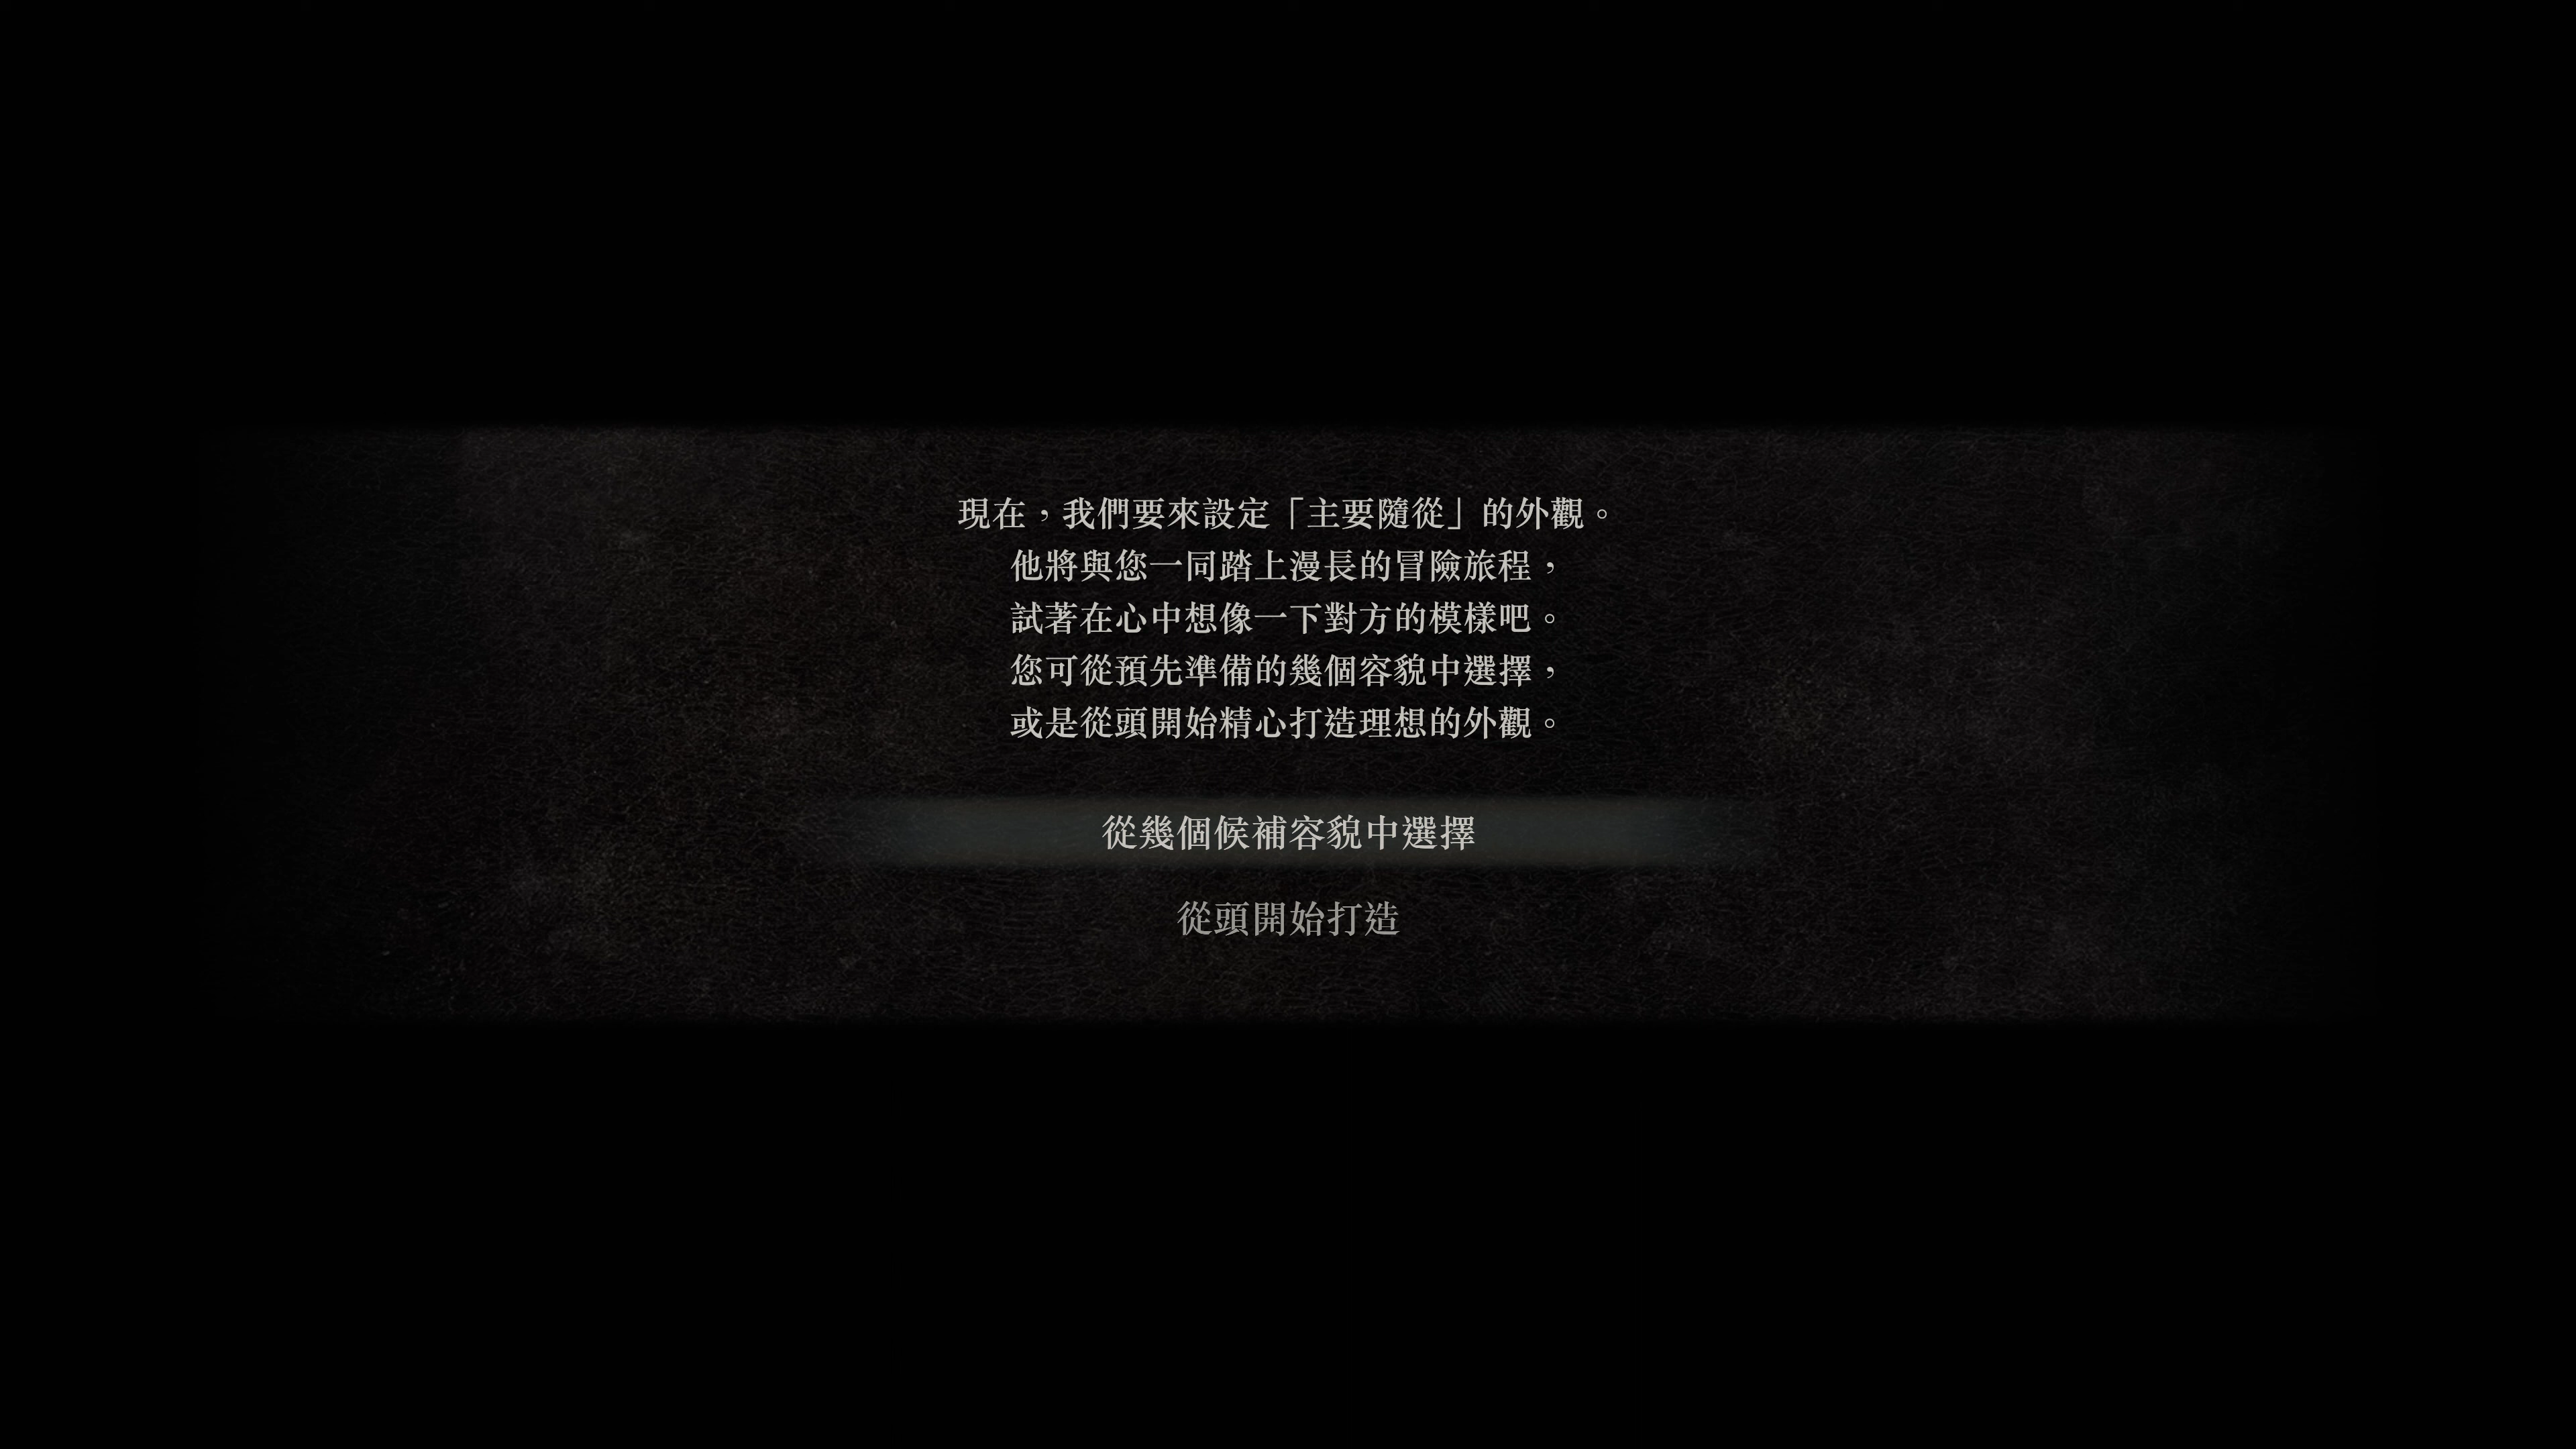 現在，我們要來設定「主要隨從」的外觀。
他將與您一同踏上漫長的冒險旅程，
試著在心中想像一下對方的模樣吧。
您可從預先準備的幾個容貌中選擇，
或是從頭開始精心打造理想的外觀。
從幾個候補容貌中選擇
從頭開始打造